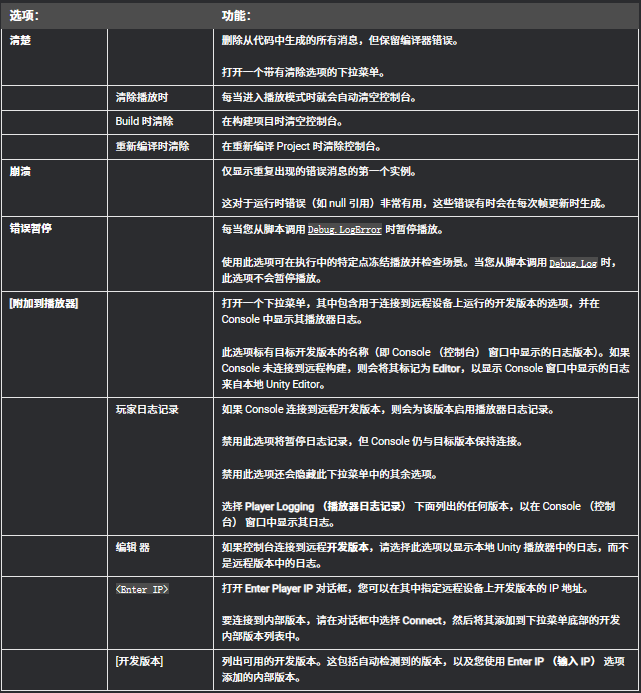 选项：
功能：
清楚
删除从代码中生成的所有消息，但保留编译器错误。
打开一个带有清除选项的下拉菜单。
清除播放时
每当进入播放模式时就会自动清空控制台。
Build 时清除
在构建项目时清空控制台。
重新编译时清除
在重新编译 Project 时清除控制台。
崩溃
仅显示重复出现的错误消息的第一个实例。
这对于运行时错误（如 null 引用）非常有用，这些错误有时会在每次帧更新时生成。
错误暂停
每当您从脚本调用 Debug.LogError 时暂停播放。
使用此选项可在执行中的特定点冻结播放并检查场景。当您从脚本调用 Debug.Log 时，
此选项不会暂停播放。
[附加到播放器]
打开一个下拉菜单，其中包含用于连接到远程设备上运行的开发版本的选项，并在
Console 中显示其播放器日志。
此选项标有目标开发版本的名称（即 Console （控制台） 窗口中显示的日志版本）。如果
Console 未连接到远程构建，则会将其标记为 Editor，以显示 Console 窗口中显示的日志
来自本地 Unity Editor。
玩家日志记录
如果 Console 连接到远程开发版本，则会为该版本启用播放器日志记录。
禁用此选项将暂停日志记录，但 Console 仍与目标版本保持连接。
禁用此选项还会隐藏此下拉菜单中的其余选项。
选择 Player Logging （播放器日志记录） 下面列出的任何版本，以在 Console （控制
台） 窗口中显示其日志。
编辑 器
如果控制台连接到远程开发版本，请选择此选项以显示本地 Unity 播放器中的日志，而不
是远程版本中的日志。
<Enter IP>
打开 Enter Player IP 对话框，您可以在其中指定远程设备上开发版本的 IP 地址。
要连接到内部版本，请在对话框中选择 Connect，然后将其添加到下拉菜单底部的开发
内部版本列表中。
[开发版本]
列出可用的开发版本。这包括自动检测到的版本，以及您使用 Enter IP （输入 IP） 选项
添加的内部版本。